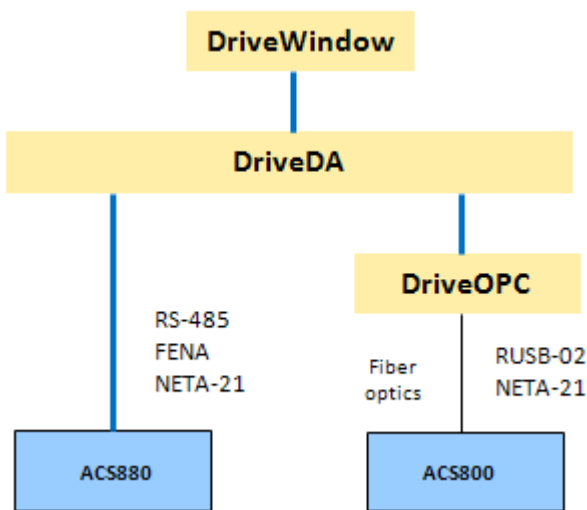 DriveWindow
DriveDA
DriveOPC
RS-485
FENA
NETA-21
Fiber
optics
RUSB-02
NETA-21
ACS880
ACS800